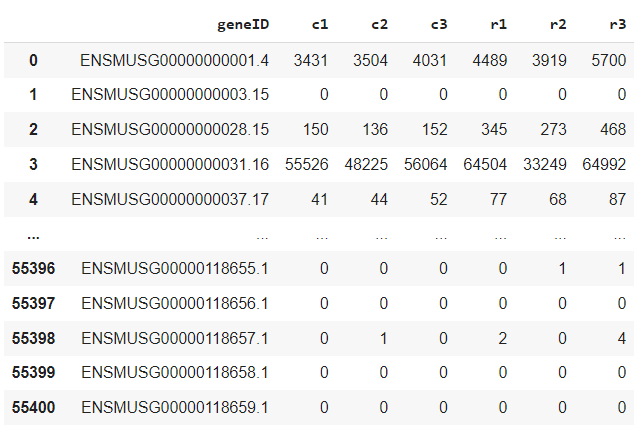 geneID c1 c2 c3 r1 r2 r3
0 ENSMUSG00000000001.4 3431 3504 4031 4489 3919 5700
1 ENSMUSG00000000003.15 0 0 0 0 0 0
2 ENSMUSG00000000028.15 150 136 152 345 273 468
3 ENSMUSG00000000031.16 55526 48225 56064 64504 33249 64992
4 ENSMUSG00000000037.17 41 44 52 77 68 87
... ... ... ... ... ... ... ...
55396 ENSMUSG00000118655.1 0 0 0 0 1 1
55397 ENSMUSG00000118656.1 0 0 0 0 0 0
55398 ENSMUSG00000118657.1 0 1 0 2 0 4
55399 ENSMUSG00000118658.1 0 0 0 0 0 0
55400 ENSMUSG00000118659.1 0 0 0 0 0 0